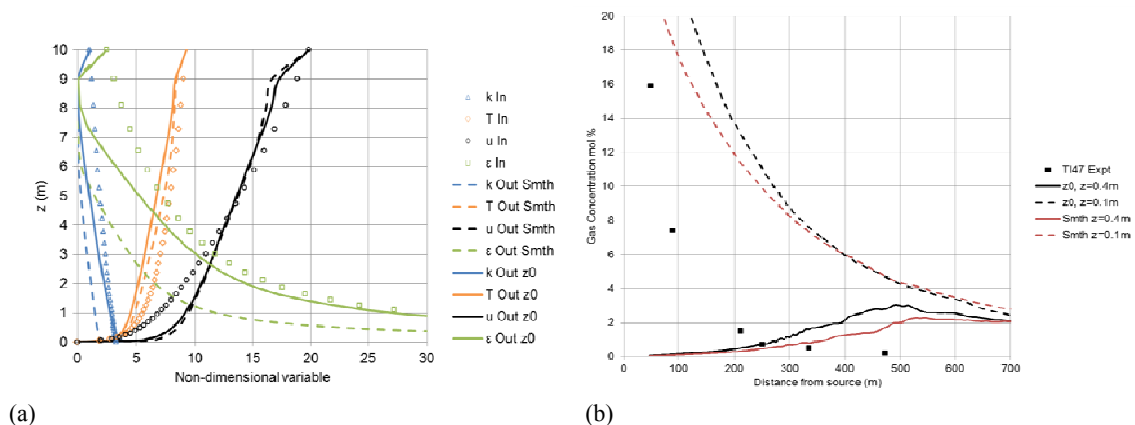 10
9
8
7
6
5
4
3
2
1
0
z (m)
0 5 10 15 20 25 30
Non-dimensional variable
k In
T In
u In
ε In
k Out Smth
T Out Smth
u Out Smth
ε Out Smth
k Out z0
T Out z0
u Out z0
ε Out z0
(a)
20
18
16
14
12
10
8
6
4
2
0
Gas Concentration mol %
0 100 200 300 400 500 600 700
Distance from source (m)
TI47 Expt
z0, z=0.4m
z0, z=0.1m
Smth z=0.4m
Smth z=0.1m
(b)